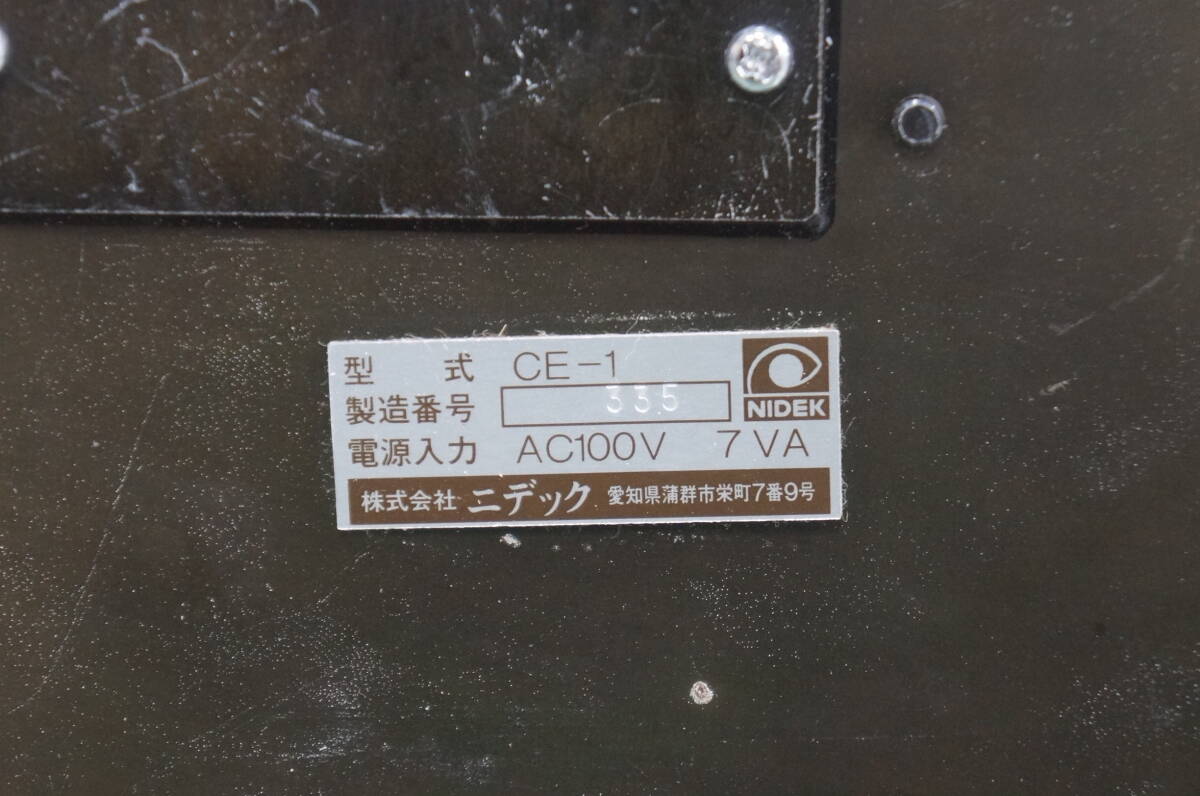 型 式 CE-1
製造番号 335
NIDEK
電源入力 AC100V 7VA
株式会社 ニデック 愛知県蒲群市栄町7番9号